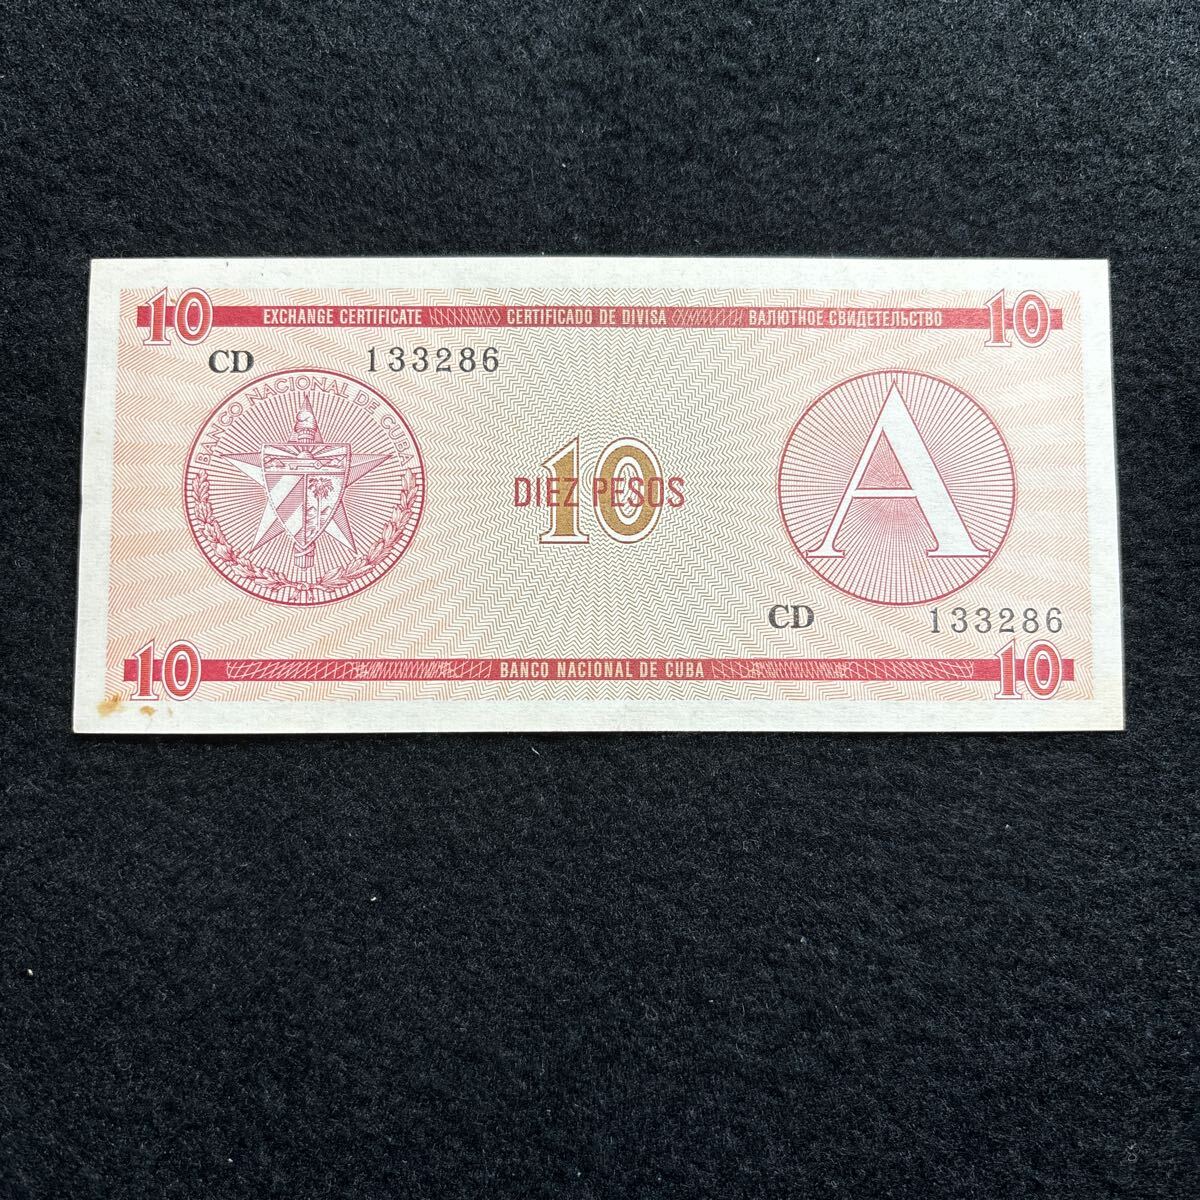 10 EXCHANGE CERTIFICATE CERTIFICADO DE DIVISA ВАЛЮТНОЕ СВИДЕТЕЛЬСТВО 10
CD 133286
BANCO NACIONAL DE CUBA
10
DIEZ PESOS
A
CD 133286
10 BANCO NACIONAL DE CUBA 10